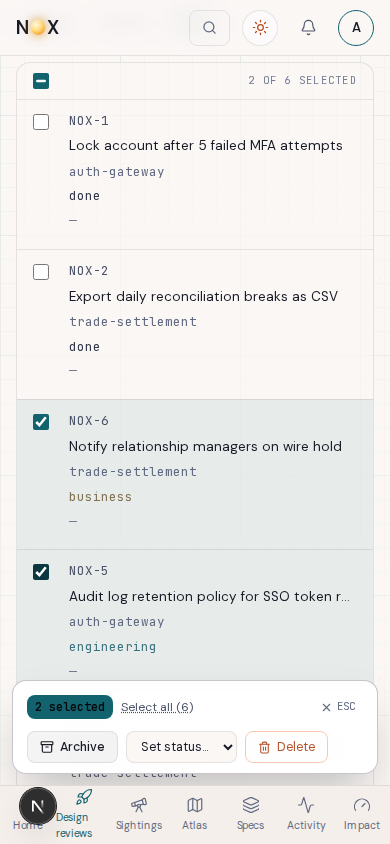 NOX
A
2 OF 6 SELECTED
NOX-1
Lock account after 5 failed MFA attempts
auth-gateway
done
—
NOX-2
Export daily reconciliation breaks as CSV
trade-settlement
done
—
NOX-6
Notify relationship managers on wire hold
trade-settlement
business
—
NOX-5
Audit log retention policy for SSO token r…
auth-gateway
engineering
—
2 selected
Select all (6)
ESC
Archive
Set status…
Delete
trade-settlement
N
Home
Design reviews
Sightings
Atlas
Specs
Activity
Impact